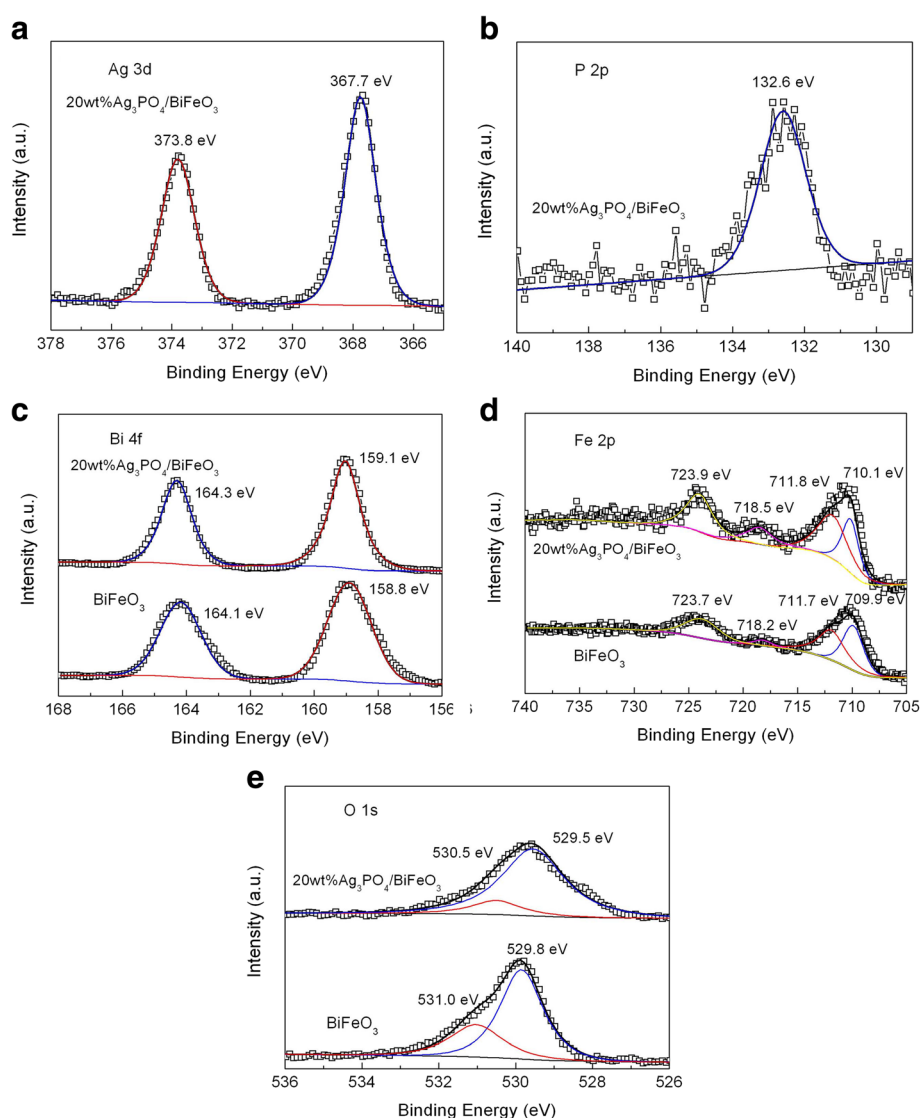 a
Ag 3d
20wt%Ag₃PO₄/BiFeO₃
373.8 eV
367.7 eV
Intensity (a.u.)
378 376 374 372 370 368 366
Binding Energy (eV)
b
P 2p
132.6 eV
20wt%Ag₃PO₄/BiFeO₃
Intensity (a.u.)
140 138 136 134 132 130
Binding Energy (eV)
c
Bi 4f
20wt%Ag₃PO₄/BiFeO₃
164.3 eV
159.1 eV
BiFeO₃
164.1 eV
158.8 eV
Intensity (a.u.)
168 166 164 162 160 158 156
Binding Energy (eV)
d
Fe 2p
723.9 eV
718.5 eV
711.8 eV
710.1 eV
20wt%Ag₃PO₄/BiFeO₃
723.7 eV
718.2 eV
711.7 eV
709.9 eV
BiFeO₃
Intensity (a.u.)
740 735 730 725 720 715 710 705
Binding Energy (eV)
e
O 1s
530.5 eV
529.5 eV
20wt%Ag₃PO₄/BiFeO₃
529.8 eV
531.0 eV
BiFeO₃
Intensity (a.u.)
536 534 532 530 528 526
Binding Energy (eV)